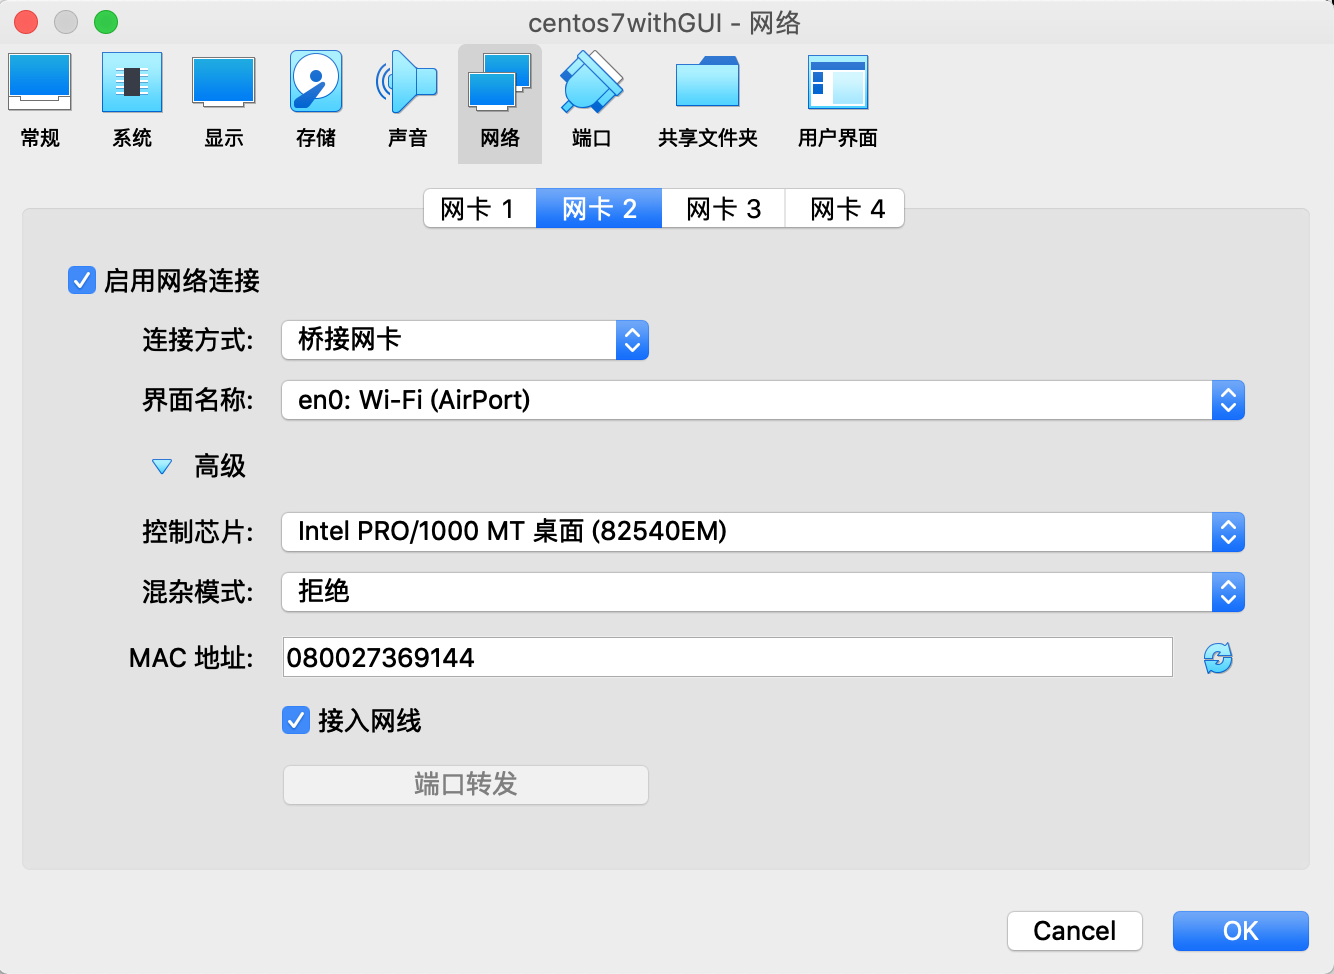 centos7withGUI - 网络
常规 系统 显示 存储 声音 网络 端口 共享文件夹 用户界面
网卡 1 网卡 2 网卡 3 网卡 4
启用网络连接
连接方式: 桥接网卡
界面名称: en0: Wi-Fi (AirPort)
高级
控制芯片: Intel PRO/1000 MT 桌面 (82540EM)
混杂模式: 拒绝
MAC 地址: 080027369144
接入网线
端口转发
Cancel OK